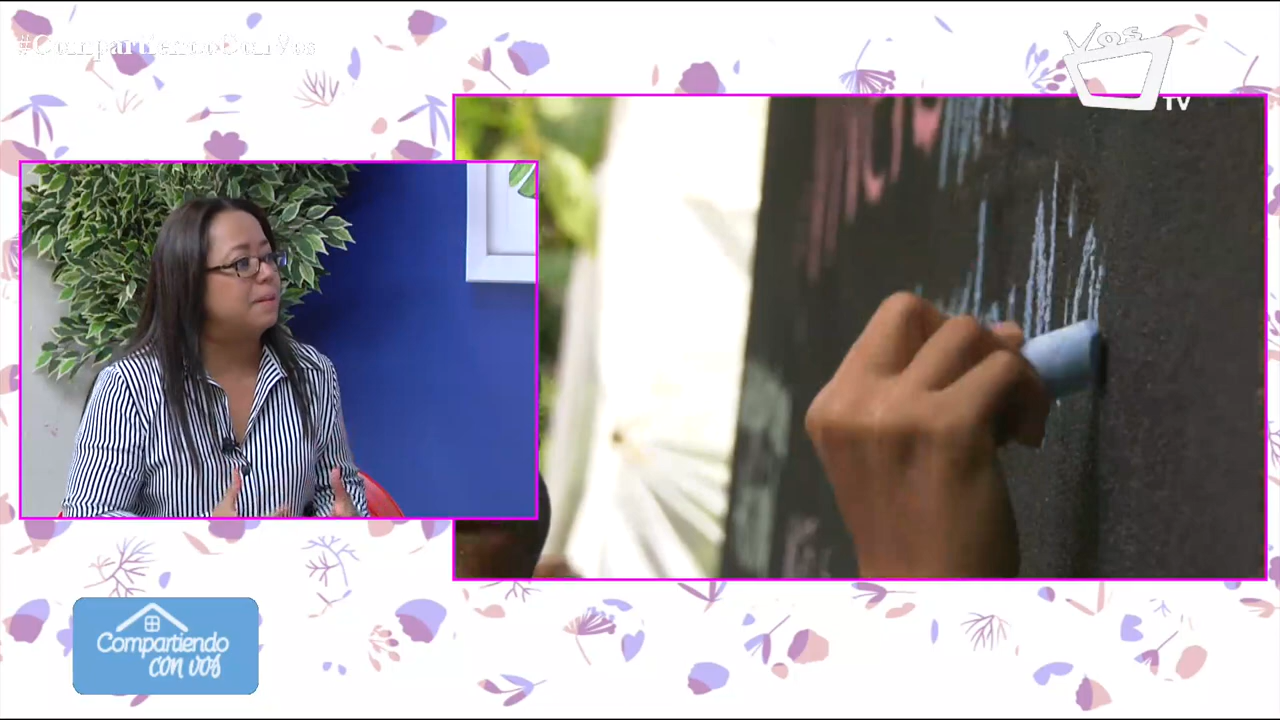 #CompartiendoConVos
Vos
TV
Compartiendo
con vos